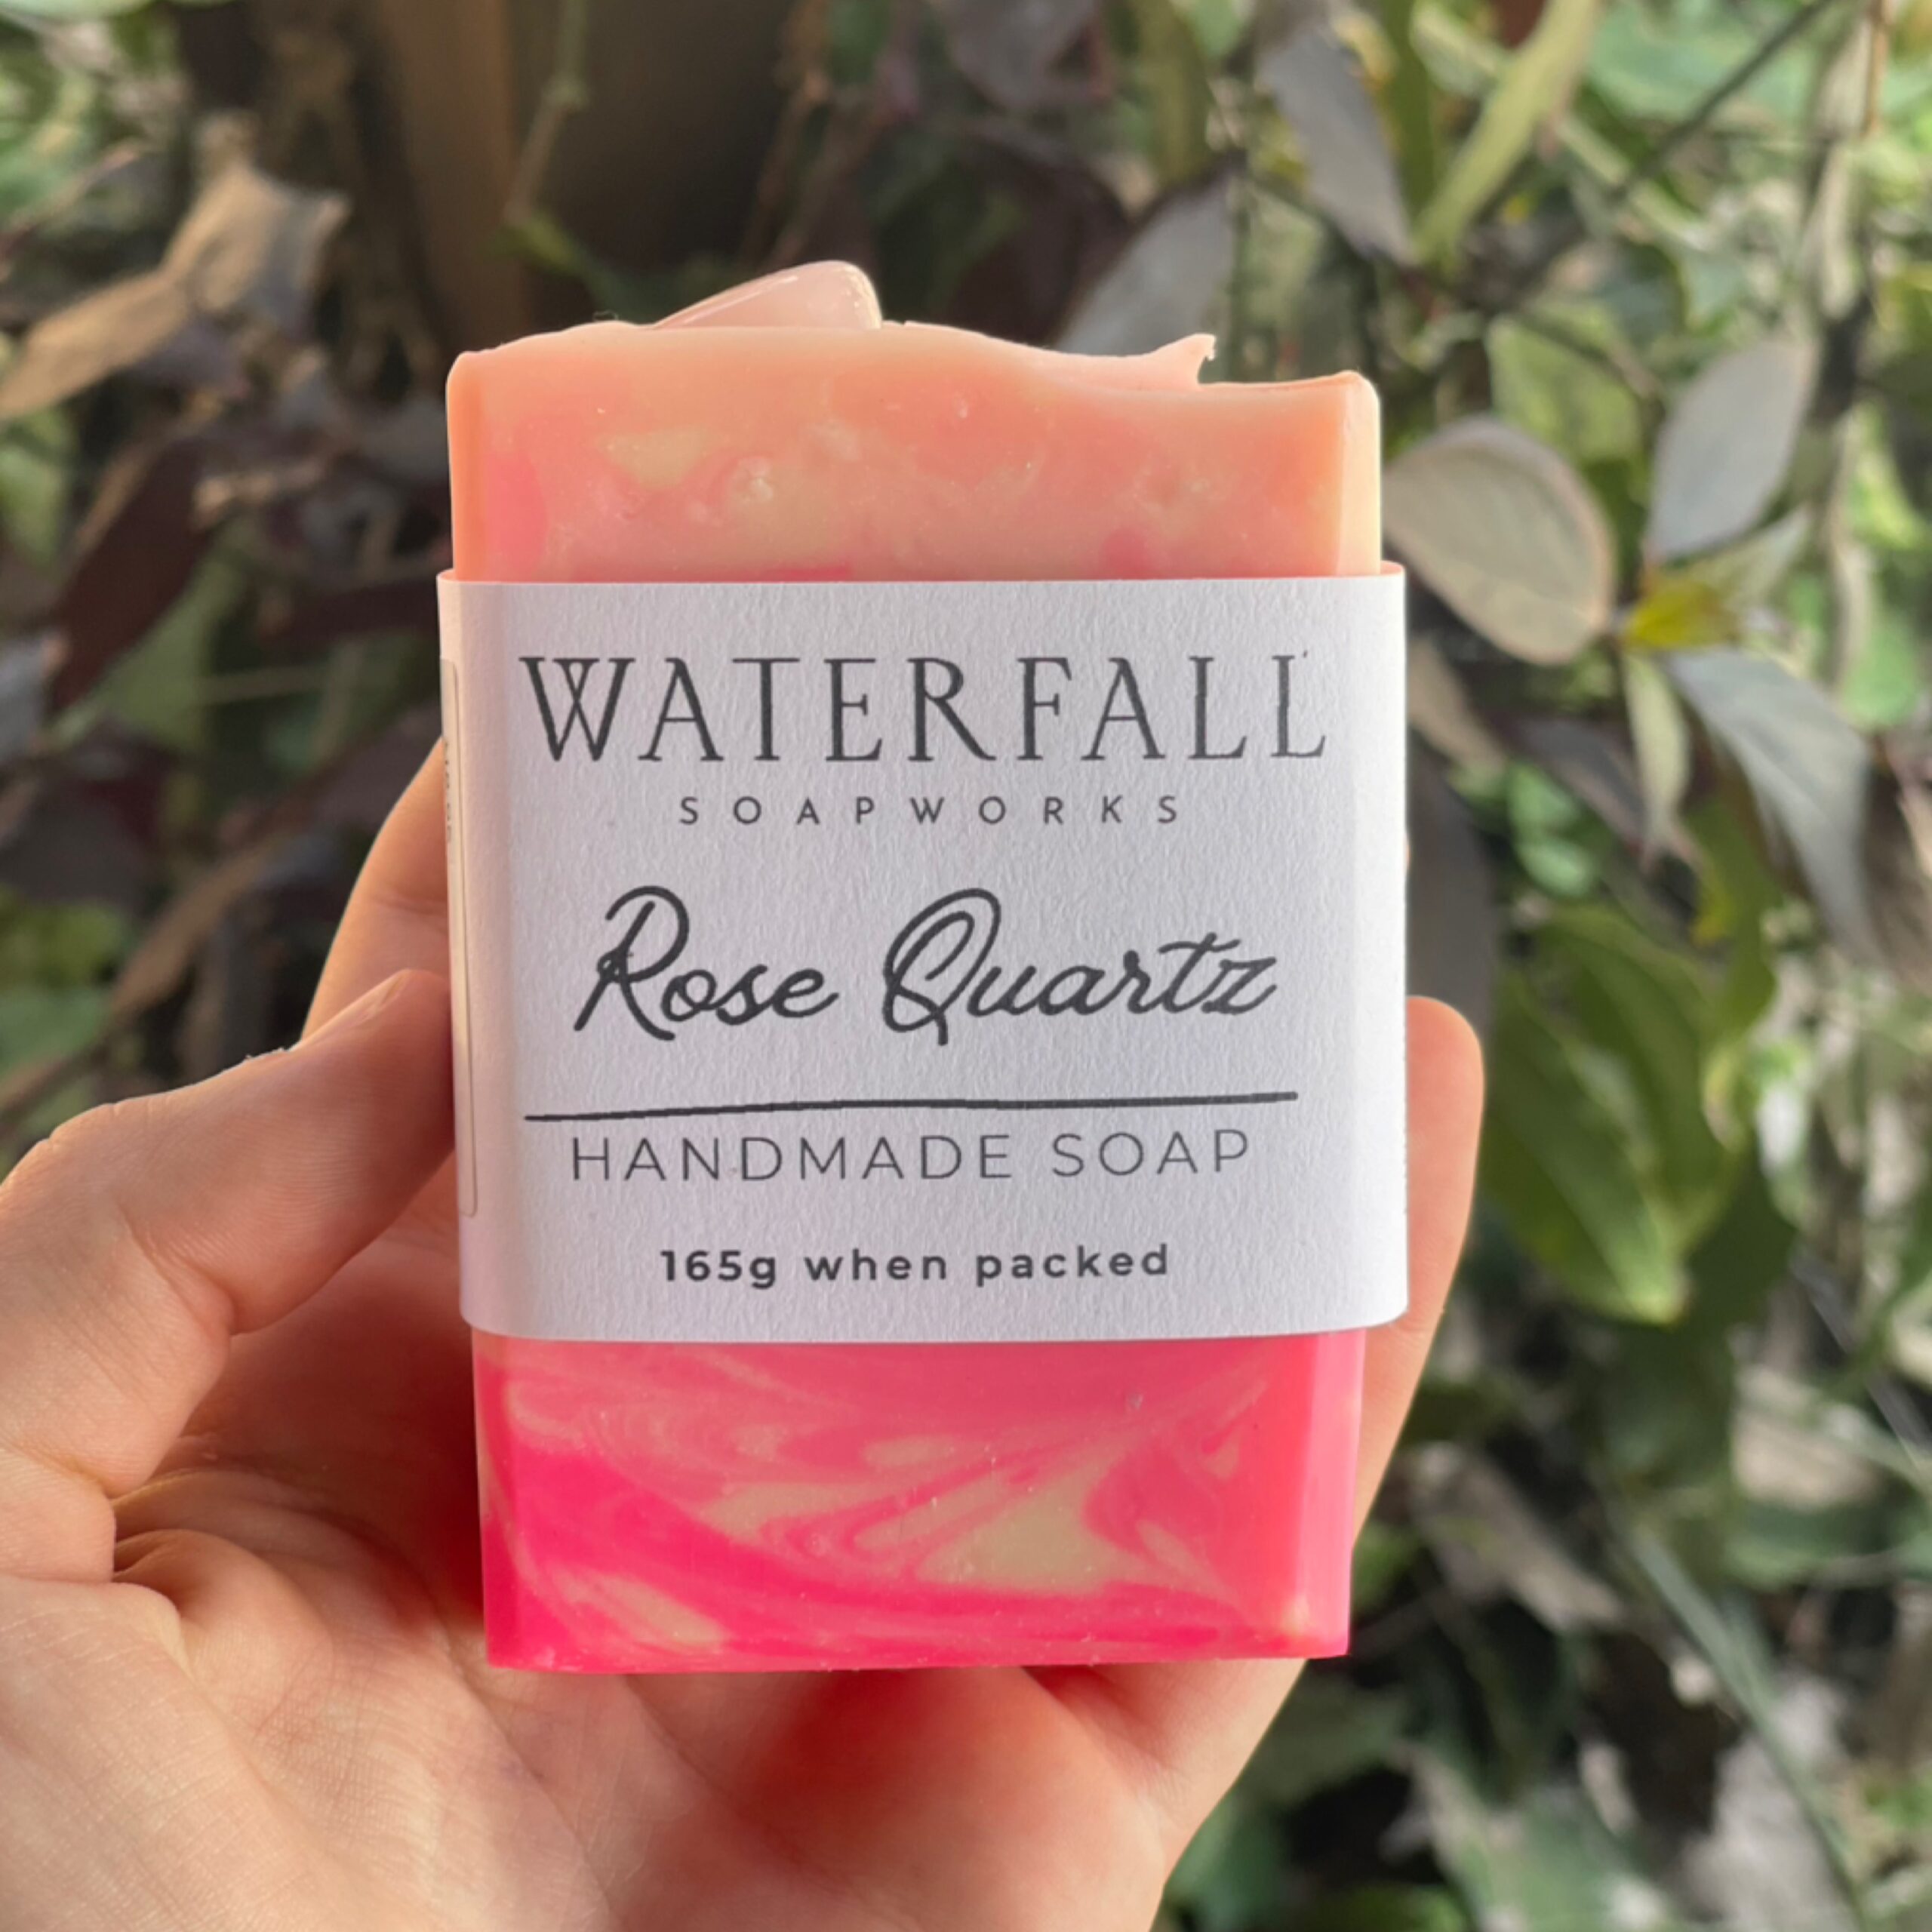 WATERFALL
SOAPWORKS
Rose Quartz
HANDMADE SOAP
165g when packed